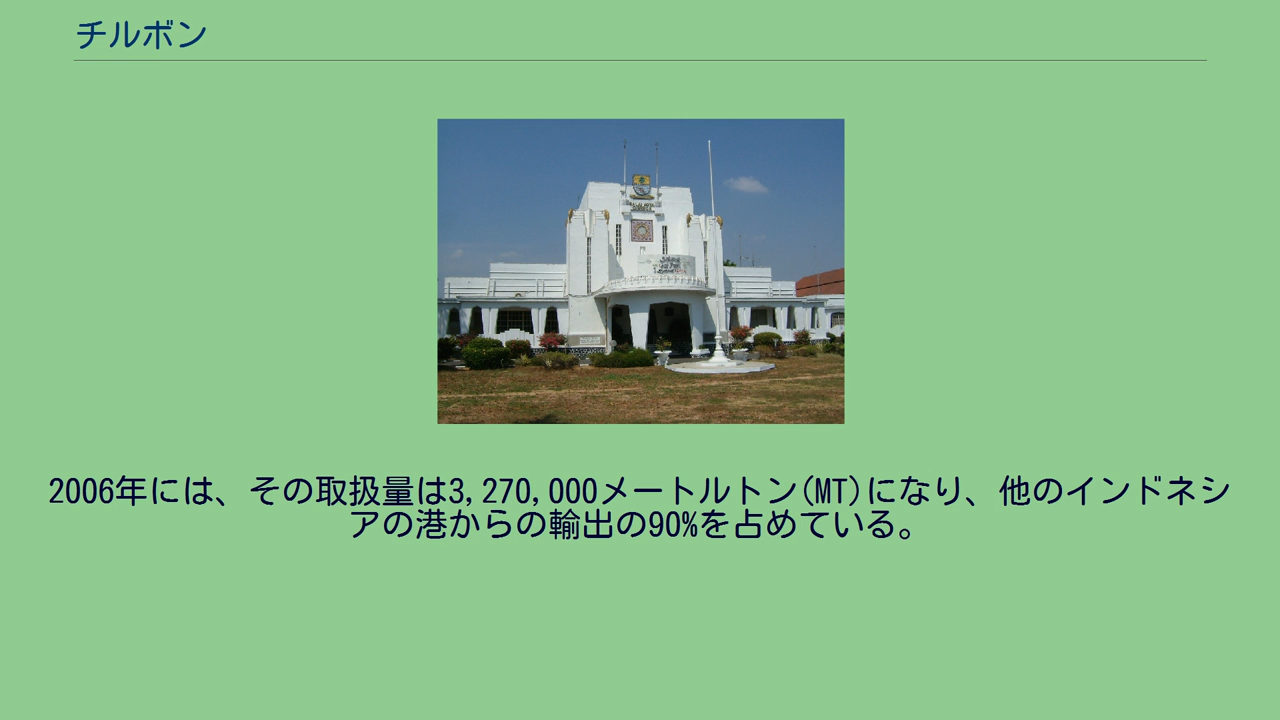 チルボン
2006年には、その取扱量は3,270,000メートルトン(MT)になり、他のインドネシ
アの港からの輸出の90%を占めている。